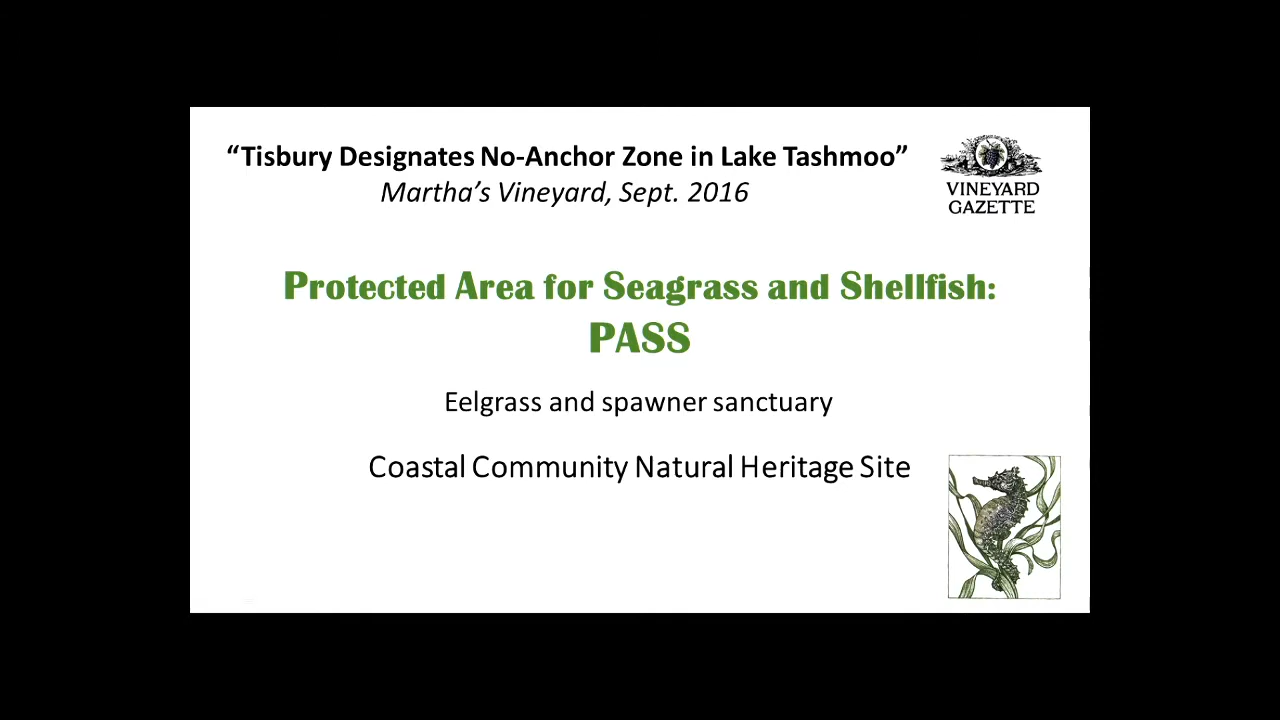 “Tisbury Designates No-Anchor Zone in Lake Tashmoo”
Martha’s Vineyard, Sept. 2016
VINEYARD
GAZETTE
Protected Area for Seagrass and Shellfish:
PASS
Eelgrass and spawner sanctuary
Coastal Community Natural Heritage Site